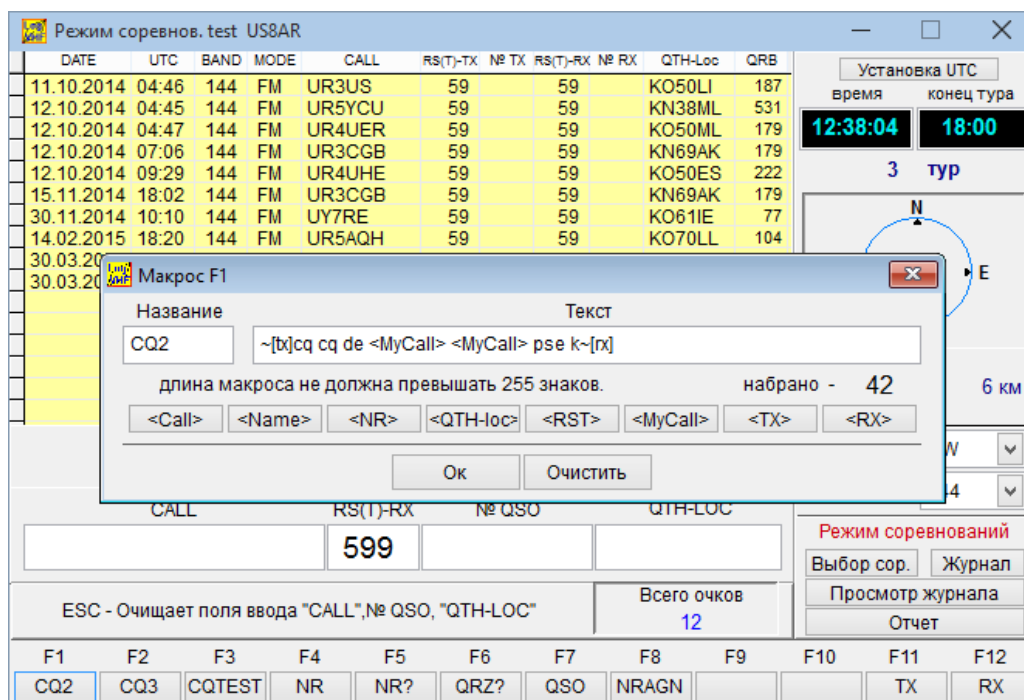 Режим соревнов. test US8AR
DATE UTC BAND MODE CALL RS(T)-TX № TX RS(T)-RX № RX QTH-Loc QRB
11.10.2014 04:46 144 FM UR3US 59 59 KO50LI 187
12.10.2014 04:45 144 FM UR5YCU 59 59 KN38ML 531
12.10.2014 04:47 144 FM UR4UER 59 59 KO50ML 179
12.10.2014 07:06 144 FM UR3CGB 59 59 KN69AK 179
12.10.2014 09:29 144 FM UR4UHE 59 59 KO50ES 222
15.11.2014 18:02 144 FM UR3CGB 59 59 KN69AK 179
30.11.2014 10:10 144 FM UY7RE 59 59 KO61IE 77
14.02.2015 18:20 144 FM UR5AQH 59 59 KO70LL 104
30.03.20
30.03.20
Установка UTC
время конец тура
12:38:04 18:00
3 тур
N
E
6 км
Макрос F1
Название Текст
CQ2 ~[tx]cq cq de <MyCall> <MyCall> pse k~[rx]
длина макроса не должна превышать 255 знаков. набрано - 42
<Call> <Name> <NR> <QTH-loc> <RST> <MyCall> <TX> <RX>
Ок Очистить
W
44
CALL RS(T)-RX № QSO QTH-LOC
599
Режим соревнований
Выбор сор. Журнал
Просмотр журнала
Отчет
ESC - Очищает поля ввода "CALL",№ QSO, "QTH-LOC"
Всего очков
12
F1 F2 F3 F4 F5 F6 F7 F8 F9 F10 F11 F12
CQ2 CQ3 CQTEST NR NR? QRZ? QSO NRAGN TX RX